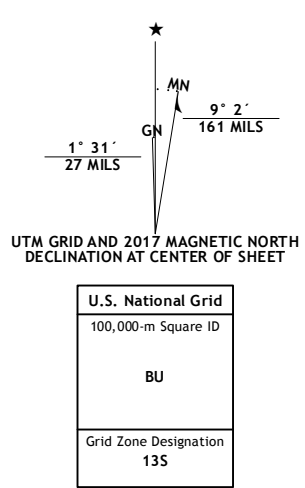 ★
MN
GN
9° 2´
161 MILS
1° 31´
27 MILS
UTM GRID AND 2017 MAGNETIC NORTH
DECLINATION AT CENTER OF SHEET
U.S. National Grid
100,000-m Square ID
BU
Grid Zone Designation
13S